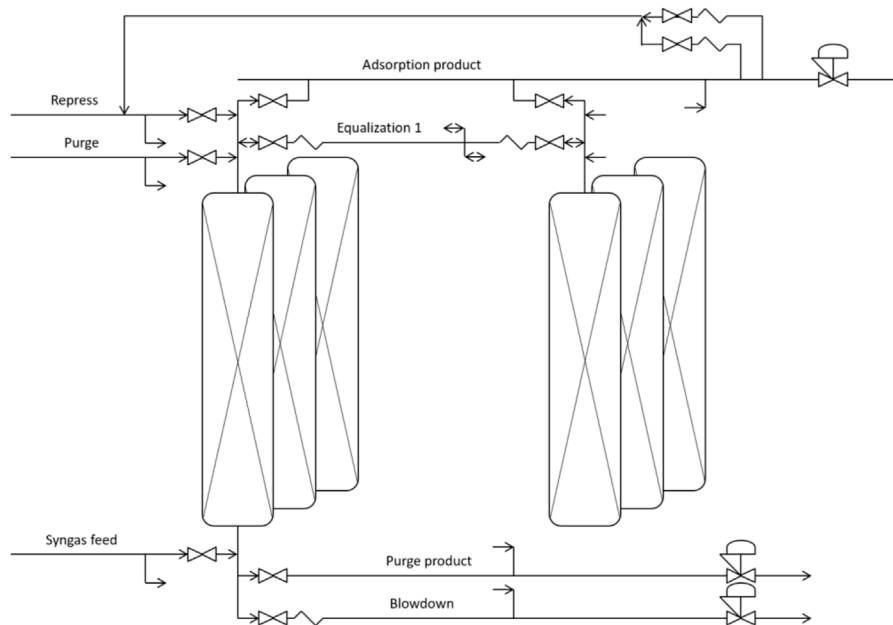 Adsorption product
Repress
Equalization 1
Purge
Syngas feed
Purge product
Blowdown